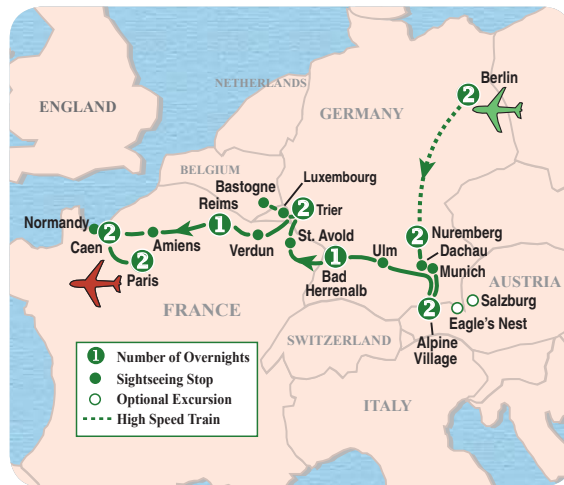 Berlin
2
NETHERLANDS
ENGLAND
GERMANY
BELGIUM
Bastogne
Luxembourg
Reims
1
2
Trier
Normandy
2
Caen
Amiens
Verdun
St. Avold
2
Nuremberg
Dachau
Munich
Ulm
1
Bad
Herrenalb
2
Paris
AUSTRIA
Salzburg
Eagle's Nest
2
Alpine
Village
FRANCE
SWITZERLAND
ITALY
1 Number of Overnights
Sightseeing Stop
Optional Excursion
High Speed Train